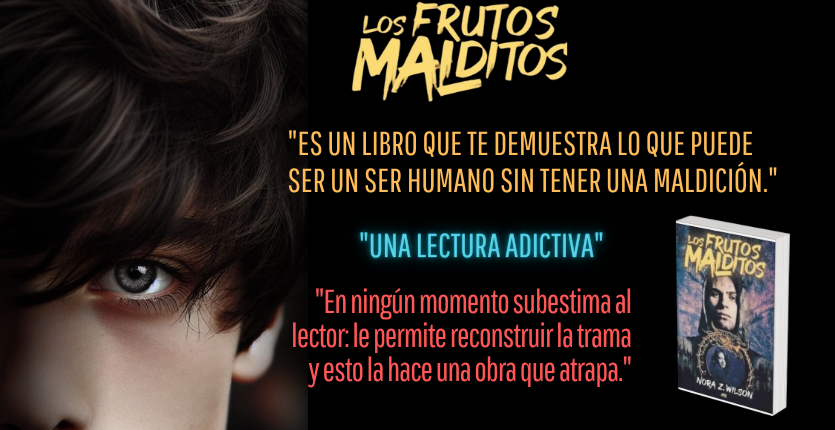 LOS FRUTOS
MALDITOS
"ES UN LIBRO QUE TE DEMUESTRA LO QUE PUEDE
SER UN SER HUMANO SIN TENER UNA MALDICIÓN."
"UNA LECTURA ADICTIVA"
"En ningún momento subestima al
lector: le permite reconstruir la trama
y esto la hace una obra que atrapa."
LOS FRUTOS
MALDITOS
NORA Z. WILSON